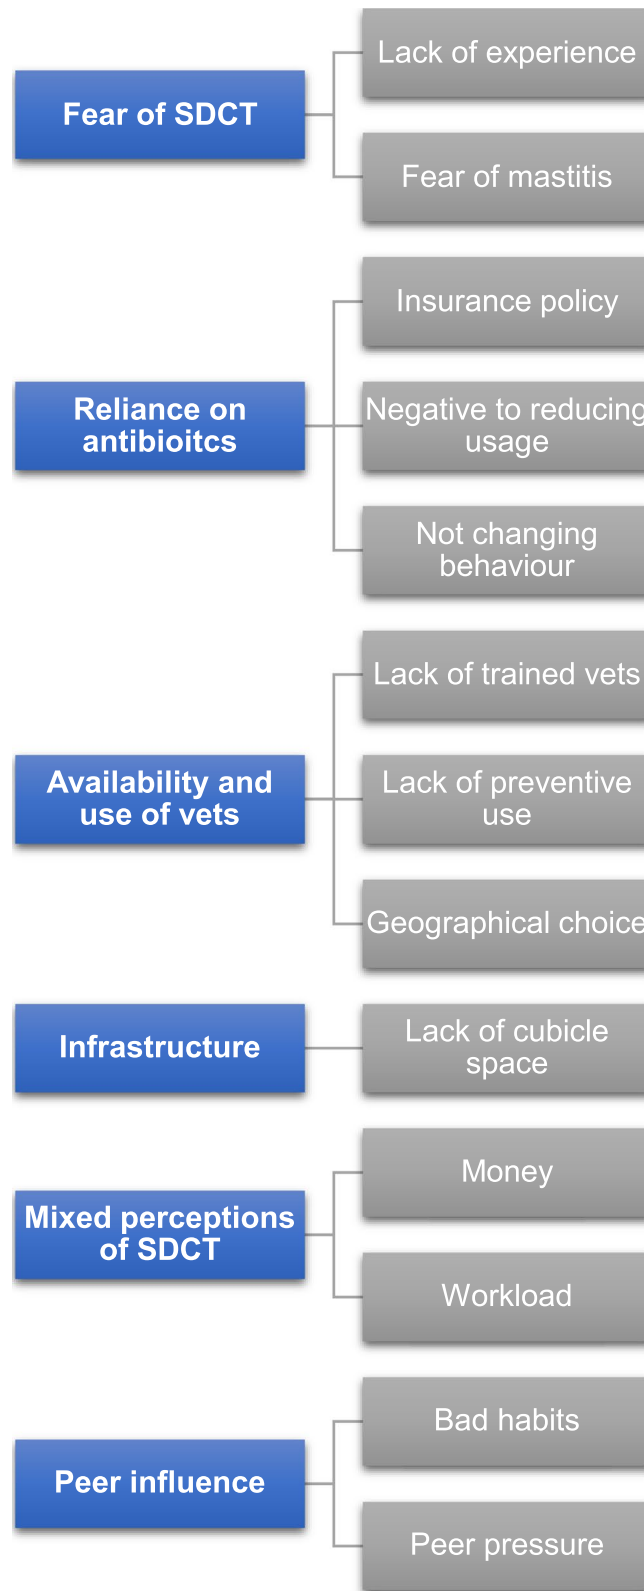 Fear of SDCT
Lack of experience
Fear of mastitis
Reliance on
antibioitcs
Insurance policy
Negative to reducing
usage
Not changing
behaviour
Availability and
use of vets
Lack of trained vets
Lack of preventive
use
Geographical choice
Infrastructure
Lack of cubicle
space
Mixed perceptions
of SDCT
Money
Workload
Peer influence
Bad habits
Peer pressure